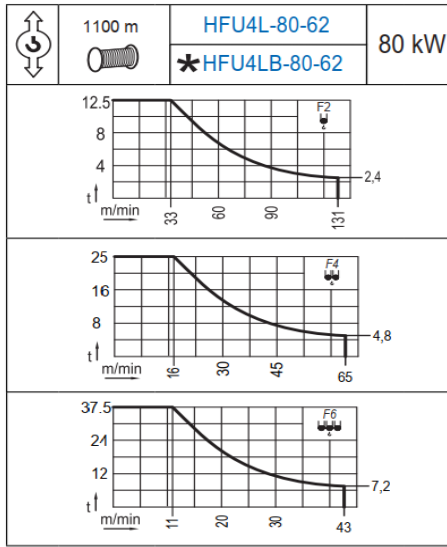 1100 m
HFU4L-80-62
*HFU4LB-80-62
80 kW
12.5
8
4
t
m/min
33
60
90
131
F2
2,4
25
16
8
t
m/min
16
30
45
65
F4
4,8
37.5
24
12
t
m/min
11
20
30
43
F6
7,2